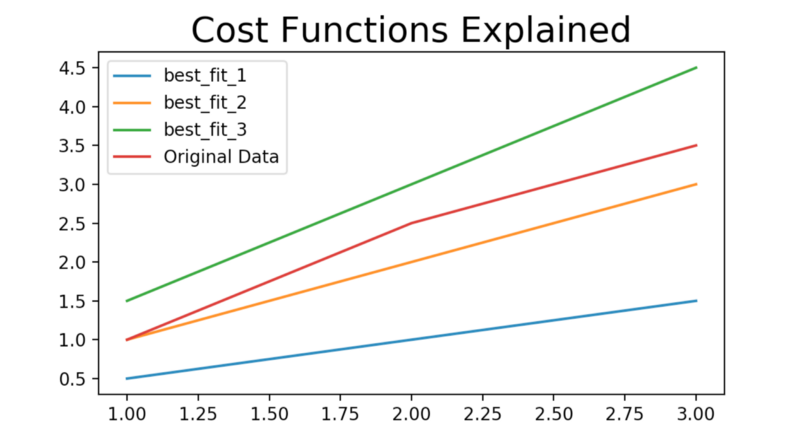 Cost Functions Explained
best_fit_1
best_fit_2
best_fit_3
Original Data
4.5
4.0
3.5
3.0
2.5
2.0
1.5
1.0
0.5
1.00 1.25 1.50 1.75 2.00 2.25 2.50 2.75 3.00